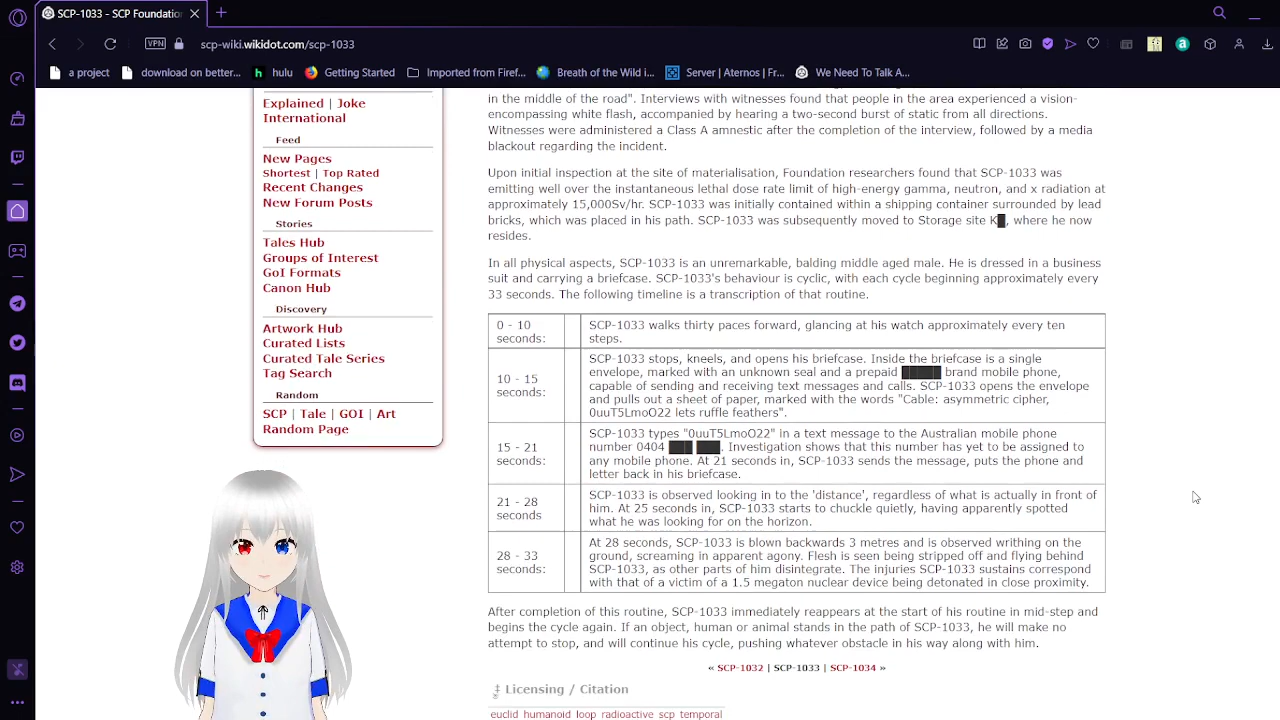 SCP-1033 - SCP Foundatio
VPN
scp-wiki.wikidot.com/scp-1033
a project
download on better...
hulu
Getting Started
Imported from Firef...
Breath of the Wild i...
Server | Aternos | Fr...
We Need To Talk A...
Explained | Joke
International
Feed
New Pages
Shortest | Top Rated
Recent Changes
New Forum Posts
Stories
Tales Hub
Groups of Interest
GoI Formats
Canon Hub
Discovery
Artwork Hub
Curated Lists
Curated Tale Series
Tag Search
Random
SCP | Tale | GOI | Art
Random Page
in the middle of the road". Interviews with witnesses found that people in the area experienced a vision-
encompassing white flash, accompanied by hearing a two-second burst of static from all directions.
Witnesses were administered a Class A amnestic after the completion of the interview, followed by a media
blackout regarding the incident.
Upon initial inspection at the site of materialisation, Foundation researchers found that SCP-1033 was
emitting well over the instantaneous lethal dose rate limit of high-energy gamma, neutron, and x radiation at
approximately 15,000Sv/hr. SCP-1033 was initially contained within a shipping container surrounded by lead
bricks, which was placed in his path. SCP-1033 was subsequently moved to Storage site K█, where he now
resides.
In all physical aspects, SCP-1033 is an unremarkable, balding middle aged male. He is dressed in a business
suit and carrying a briefcase. SCP-1033's behaviour is cyclic, with each cycle beginning approximately every
33 seconds. The following timeline is a transcription of that routine.
0 - 10
seconds:
SCP-1033 walks thirty paces forward, glancing at his watch approximately every ten
steps.
10 - 15
seconds:
SCP-1033 stops, kneels, and opens his briefcase. Inside the briefcase is a single
envelope, marked with an unknown seal and a prepaid █████ brand mobile phone,
capable of sending and receiving text messages and calls. SCP-1033 opens the envelope
and pulls out a sheet of paper, marked with the words "Cable: asymmetric cipher,
0uuT5LmoO22 lets ruffle feathers".
15 - 21
seconds:
SCP-1033 types "0uuT5LmoO22" in a text message to the Australian mobile phone
number 0404 ███ ███. Investigation shows that this number has yet to be assigned to
any mobile phone. At 21 seconds in, SCP-1033 sends the message, puts the phone and
letter back in his briefcase.
21 - 28
seconds
SCP-1033 is observed looking in to the 'distance', regardless of what is actually in front of
him. At 25 seconds in, SCP-1033 starts to chuckle quietly, having apparently spotted
what he was looking for on the horizon.
28 - 33
seconds:
At 28 seconds, SCP-1033 is blown backwards 3 metres and is observed writhing on the
ground, screaming in apparent agony. Flesh is seen being stripped off and flying behind
SCP-1033, as other parts of him disintegrate. The injuries SCP-1033 sustains correspond
with that of a victim of a 1.5 megaton nuclear device being detonated in close proximity.
After completion of this routine, SCP-1033 immediately reappears at the start of his routine in mid-step and
begins the cycle again. If an object, human or animal stands in the path of SCP-1033, he will make no
attempt to stop, and will continue his cycle, pushing whatever obstacle in his way along with him.
« SCP-1032 | SCP-1033 | SCP-1034 »
‡ Licensing / Citation
euclid humanoid loop radioactive scp temporal